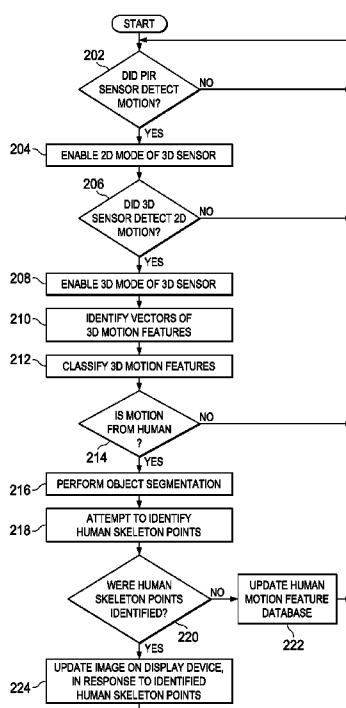 START
202
DID PIR
SENSOR DETECT
MOTION?
NO
YES
204
ENABLE 2D MODE OF 3D SENSOR
206
DID 3D
SENSOR DETECT 2D
MOTION?
NO
YES
208
ENABLE 3D MODE OF 3D SENSOR
210
IDENTIFY VECTORS OF
3D MOTION FEATURES
212
CLASSIFY 3D MOTION FEATURES
IS MOTION
FROM HUMAN
?
NO
214
YES
216
PERFORM OBJECT SEGMENTATION
218
ATTEMPT TO IDENTIFY
HUMAN SKELETON POINTS
WERE HUMAN
SKELETON POINTS
IDENTIFIED?
NO
220
UPDATE HUMAN
MOTION FEATURE
DATABASE
222
YES
224
UPDATE IMAGE ON DISPLAY DEVICE,
IN RESPONSE TO IDENTIFIED
HUMAN SKELETON POINTS